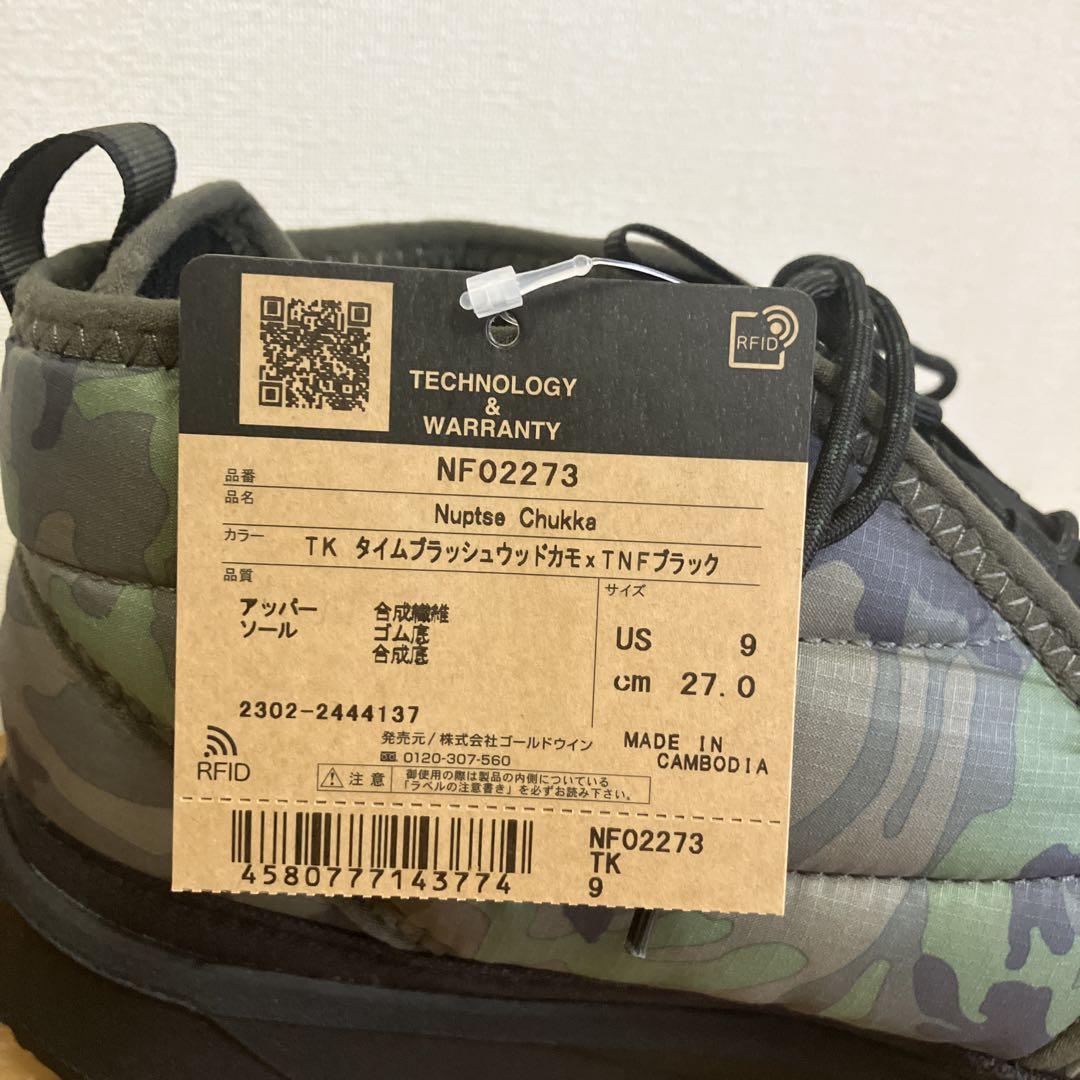 RFID
TECHNOLOGY
&
WARRANTY
品番 NF02273
品名 Nuptse Chukka
カラー TK タイムブラッシュウッドカモxTNFブラック
品質
アッパー 合成繊維
ソール ゴム底
合成底
サイズ
US 9
cm 27.0
2302-2444137
発売元/株式会社ゴールドウイン
0120-307-560
MADE IN
CAMBODIA
RFID
注意
御使用の際は製品の内側についている
「ラベルの注意書き」を必ずお読み下さい。
4580777143774
NF02273
TK
9